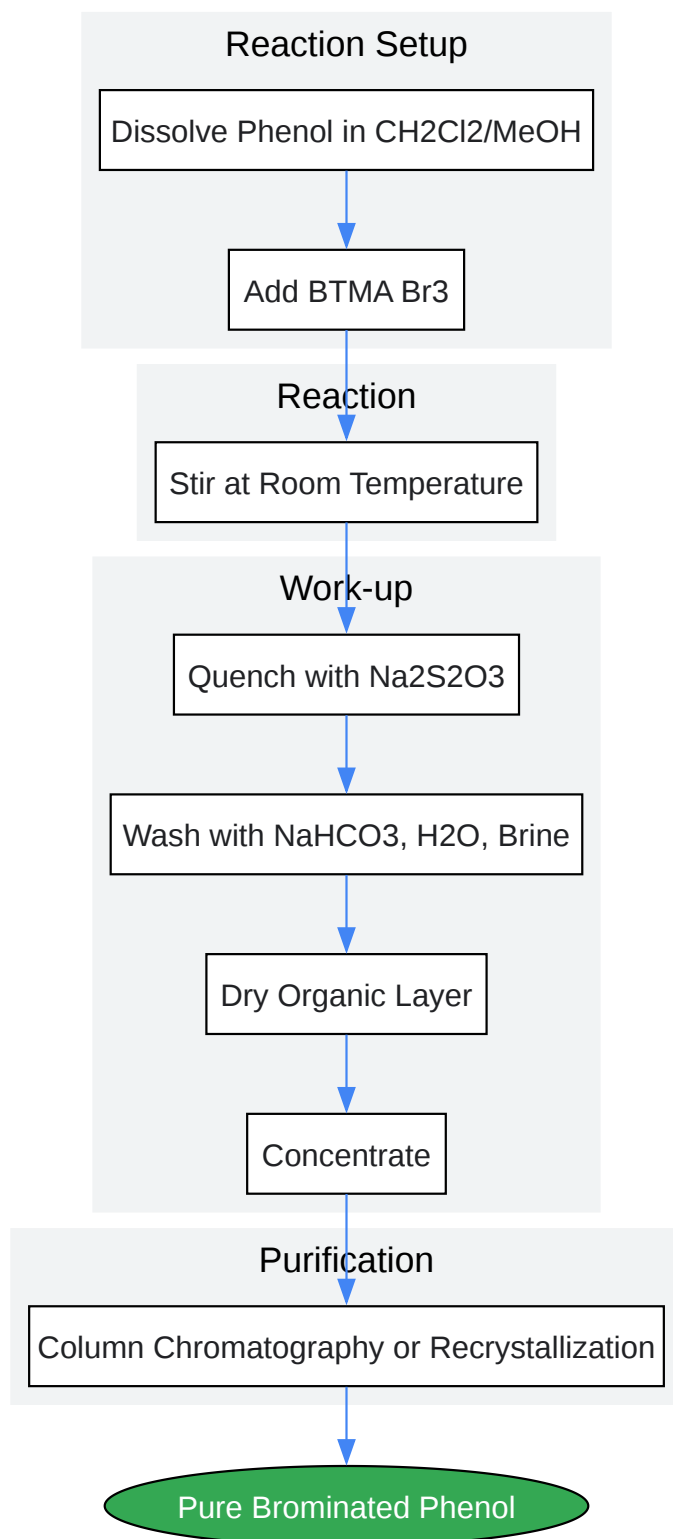 Reaction Setup
Dissolve Phenol in CH2Cl2/MeOH
Add BTMA Br3
Reaction
Stir at Room Temperature
Work-up
Quench with Na2S2O3
Wash with NaHCO3, H2O, Brine
Dry Organic Layer
Concentrate
Purification
Column Chromatography or Recrystallization
Pure Brominated Phenol